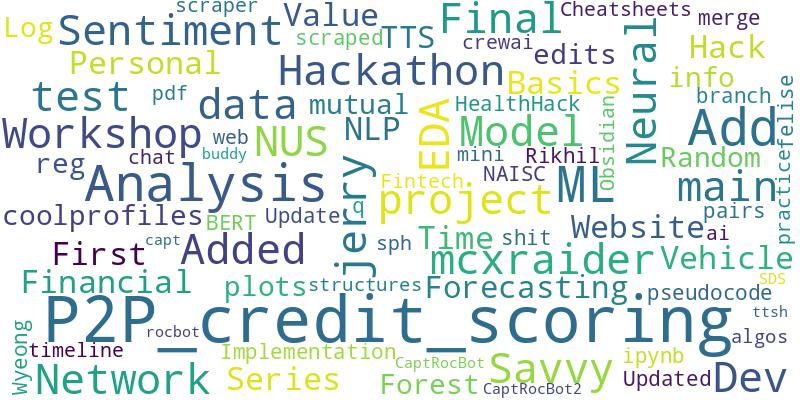 scraper
Cheatsheets
Log
Sentiment
Value
Final
merge
scraped
TTS
crewai
edits
Hack
Personal
Hackathon
Basics
info
test
pdf
data
mutual
HealthHack
Obsidian
Neural
branch
Add
Workshop
web
NUS
NLP
EDA
Model
felise
practice
reg
chat
buddy
mini
Rikhil
Random
Analysis
jerry
Fintech
NAISC
ML
main
coolprofiles
BERT
Update
q
project
Website
pairs
ai
First
capt
Added
sph
Time
shit
mcxraider
Vehicle
Financial
plots
structures
Forecasting
pseudocode
SDS
P2P_credit_scoring
rocbot
ttsh
algos
Wyeong
timeline
Implementation
CaptRocBot
Savvy
ipynb
Network
Series
Forest
CaptRocBot2
Updated
Dev